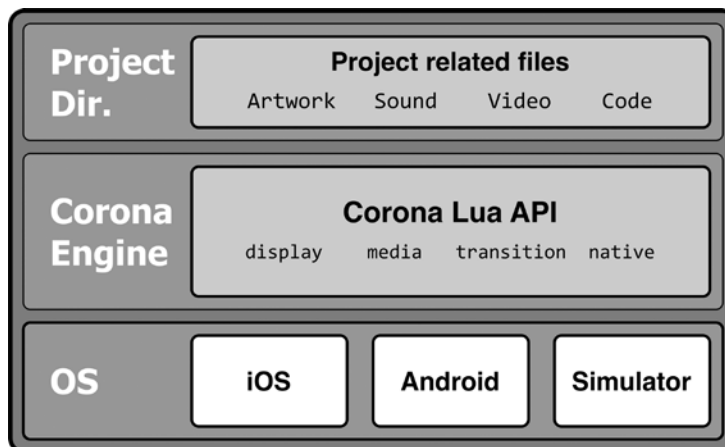 Project
Dir.
Project related files
Artwork Sound Video Code
Corona
Engine
Corona Lua API
display media transition native
OS
iOS
Android
Simulator